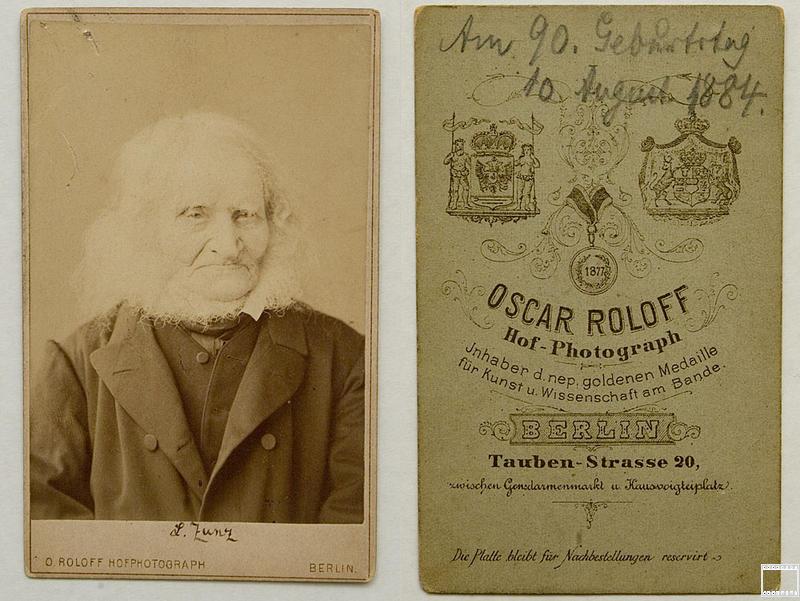 L. Zunz
O. ROLOFF HOFPHOTOGRAPH
BERLIN.
Am 90. Geburtstag
10 August 1884.
1877
OSCAR ROLOFF
Hof-Photograph
Jnhaber d. nep. goldenen Medaille
für Kunst u. Wissenschaft am Bande.
BERLIN
Tauben-Strasse 20,
zwischen Gensdarmenmarkt u Hausvoigteiplatz.
Die Platte bleibt für Nachbestellungen reservirt